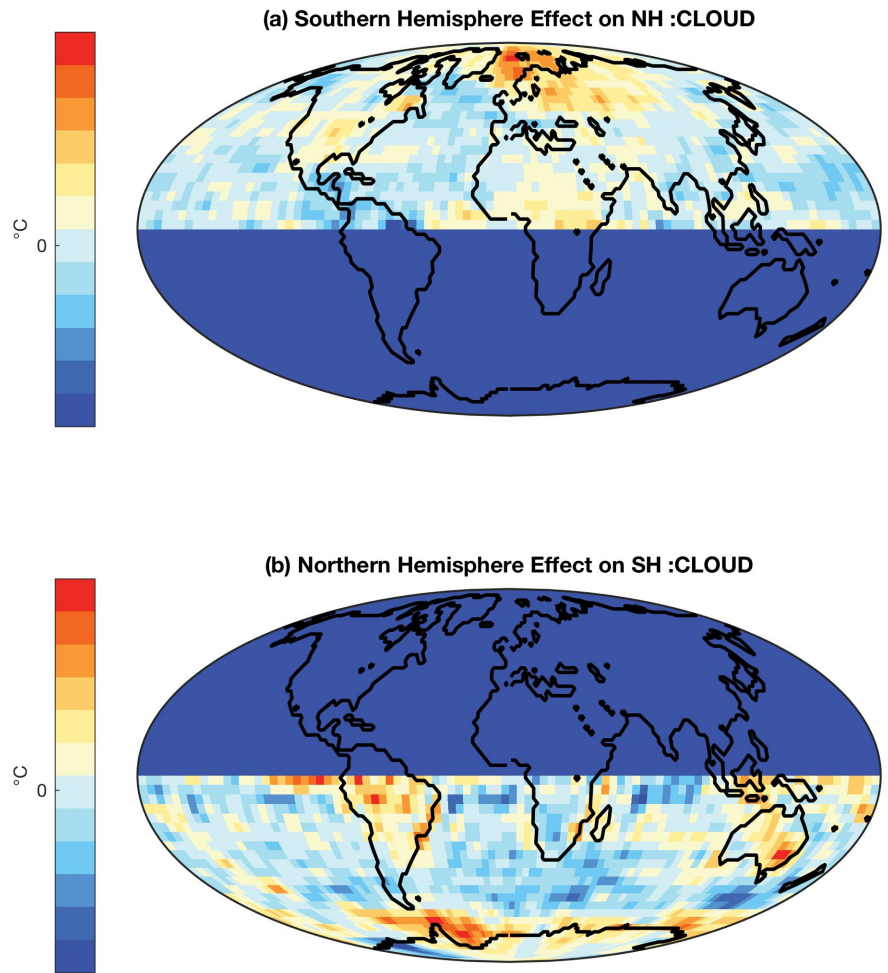 (a) Southern Hemisphere Effect on NH :CLOUD
°C
0
(b) Northern Hemisphere Effect on SH :CLOUD
°C
0